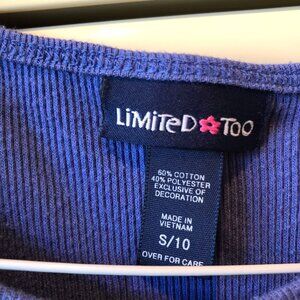 LiMiTeD TOO
60% COTTON
40% POLYESTER
EXCLUSIVE OF
DECORATION
MADE IN
VIETNAM
S/10
OVER FOR CARE